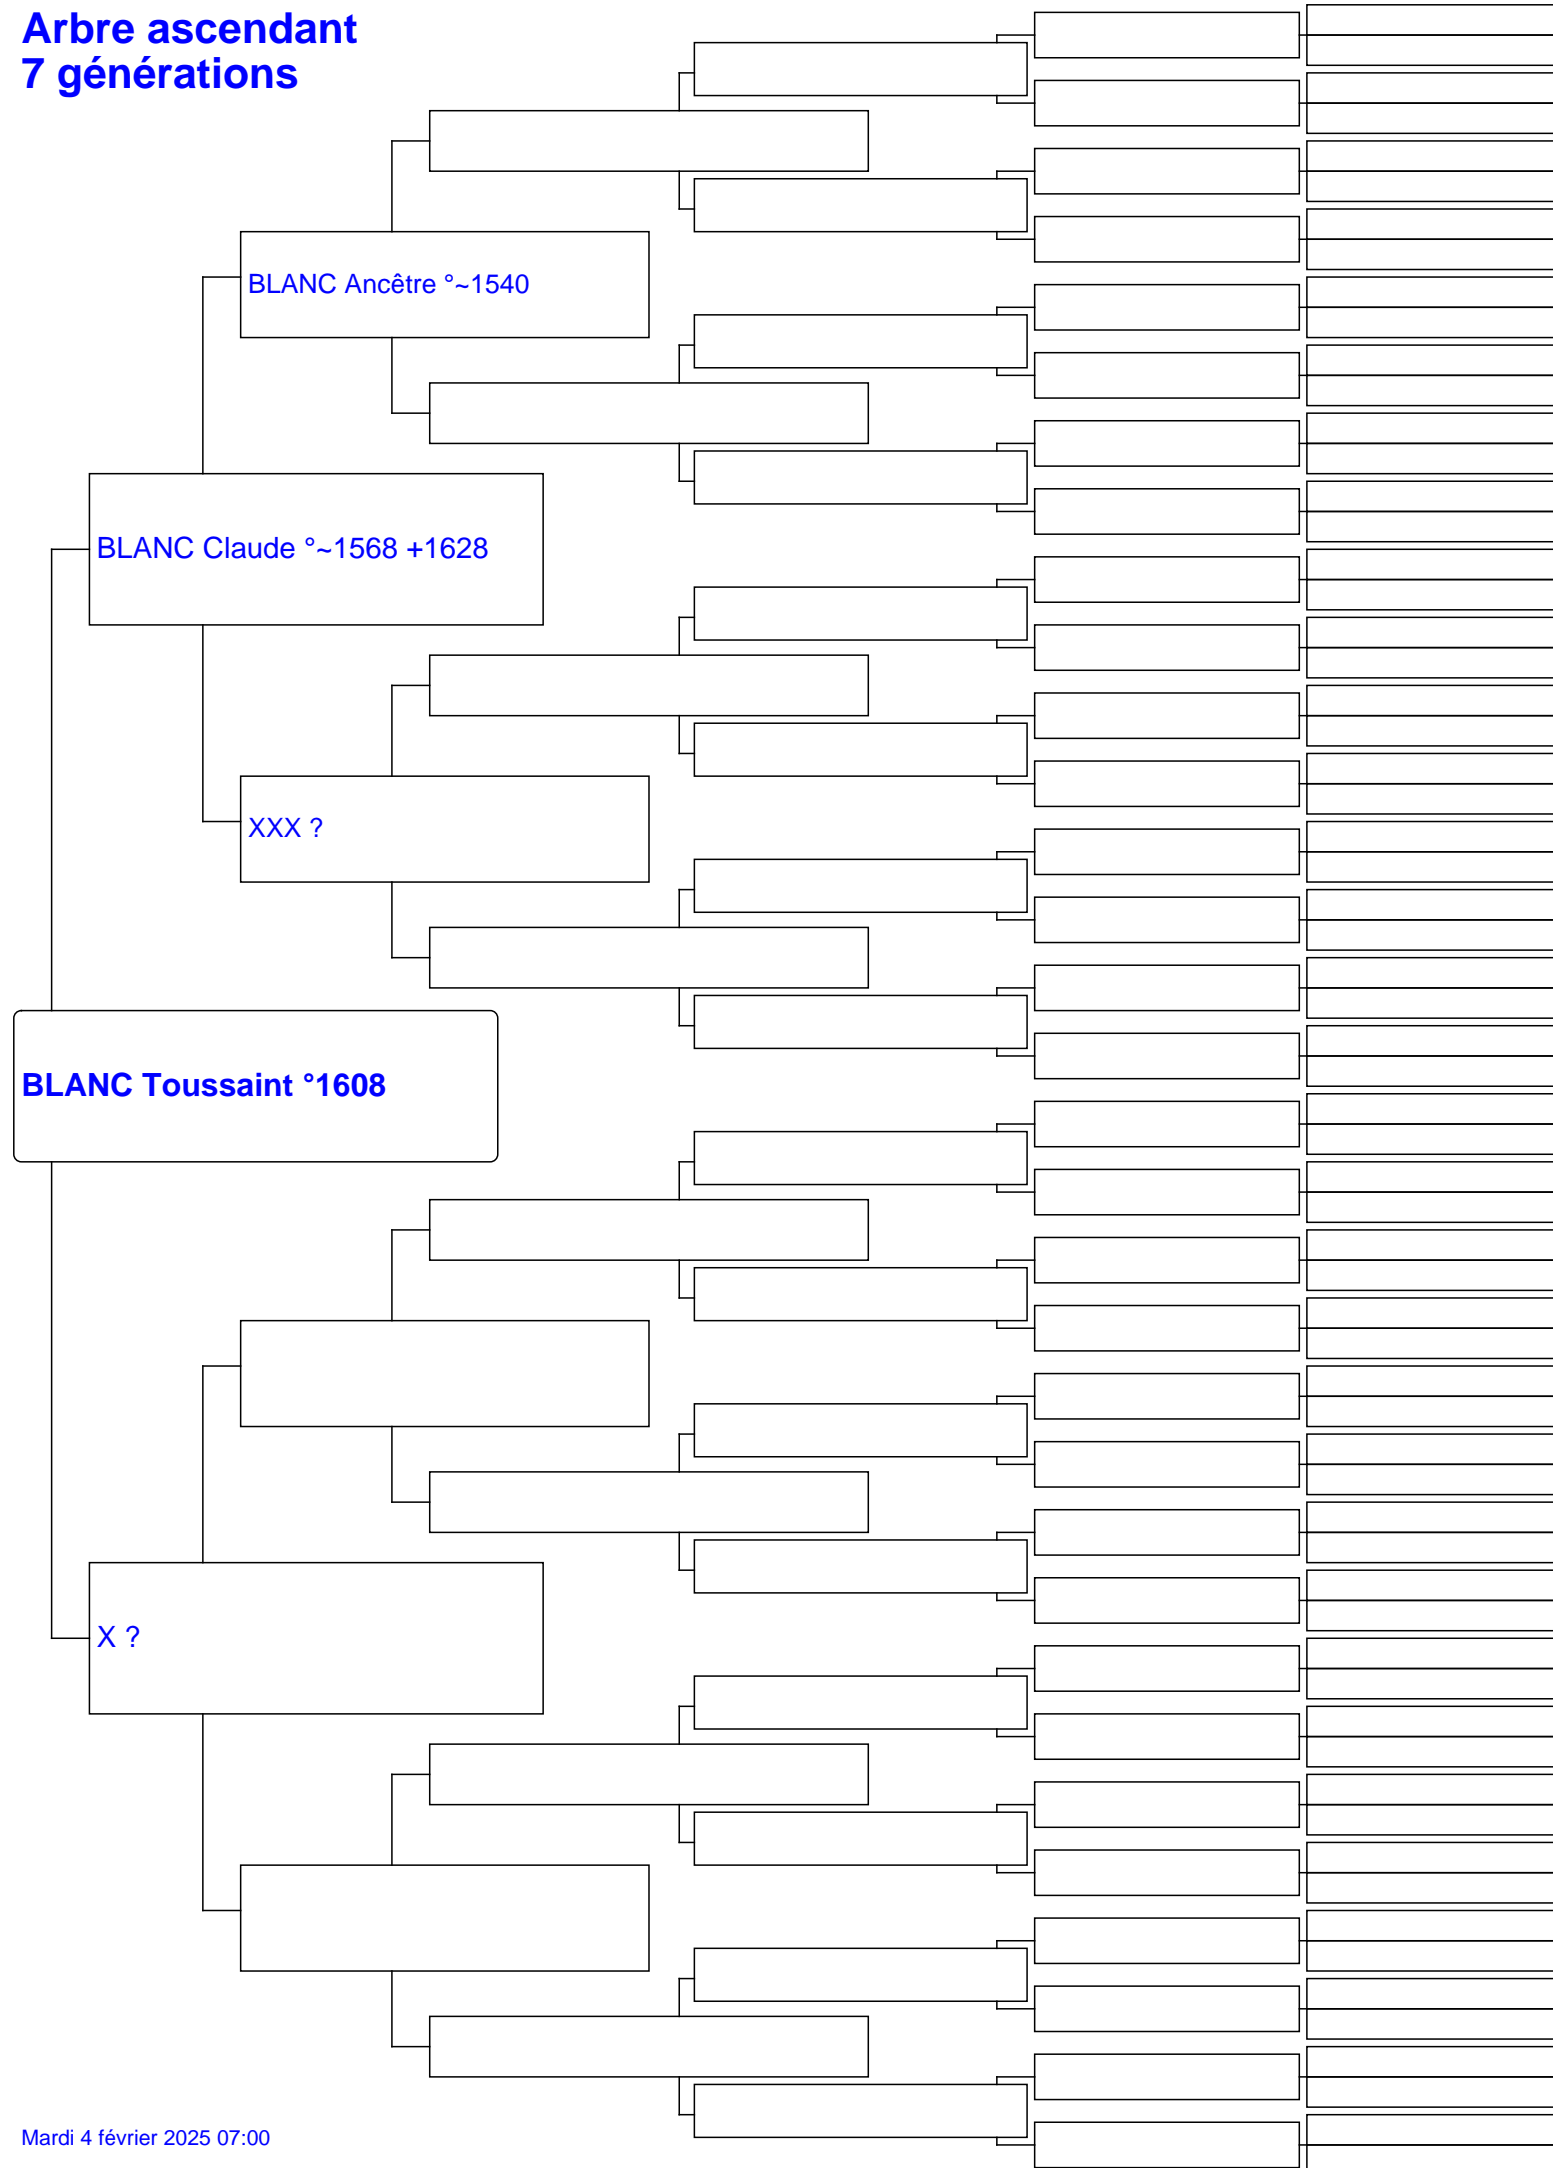 Arbre ascendant
7 générations
BLANC Ancêtre °~1540
BLANC Claude °~1568 +1628
XXX ?
BLANC Toussaint °1608
X ?
Mardi 4 février 2025 07:00